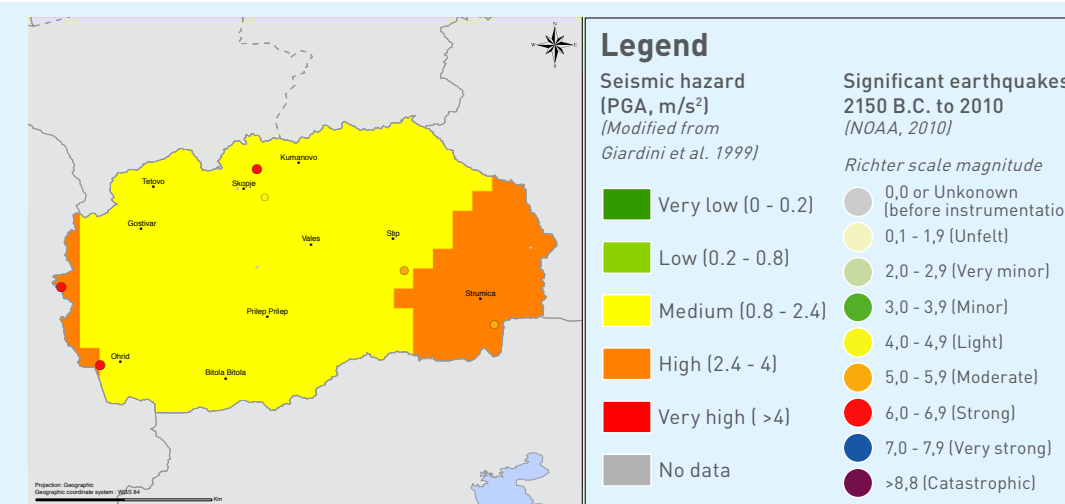 N
W
E
S
Kumanovo
Tetovo
Skopje
Gostivar
Vales
Stip
Strumica
Prilep Prilep
Ohrid
Bitola Bitola
Projection: Geographic
Geographic coordinate system : WGS 84
Km
Legend
Seismic hazard
(PGA, m/s²)
(Modified from
Giardini et al. 1999)
Very low (0 - 0.2)
Low (0.2 - 0.8)
Medium (0.8 - 2.4)
High (2.4 - 4)
Very high ( >4)
No data
Significant earthquakes
2150 B.C. to 2010
(NOAA, 2010)
Richter scale magnitude
0,0 or Unkonown
(before instrumentatio
0,1 - 1,9 (Unfelt)
2,0 - 2,9 (Very minor)
3,0 - 3,9 (Minor)
4,0 - 4,9 (Light)
5,0 - 5,9 (Moderate)
6,0 - 6,9 (Strong)
7,0 - 7,9 (Very strong)
>8,8 (Catastrophic)